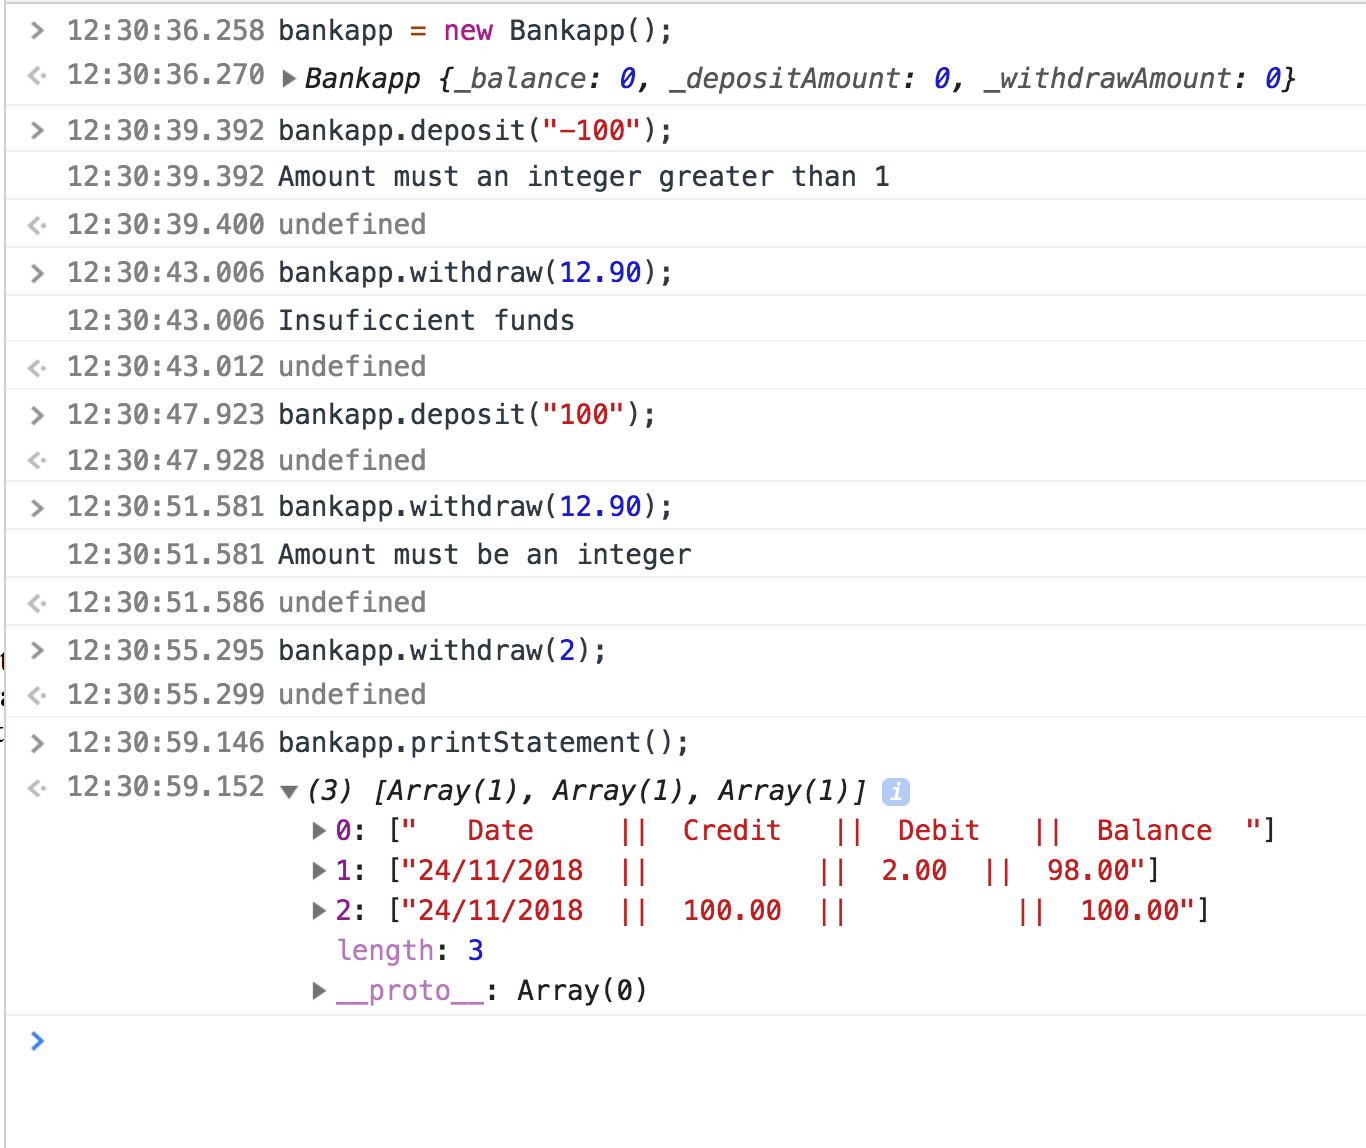 > 12:30:36.258 bankapp = new Bankapp();
<· 12:30:36.270 ▶Bankapp {_balance: 0, _depositAmount: 0, _withdrawAmount: 0}
> 12:30:39.392 bankapp.deposit("-100");
12:30:39.392 Amount must an integer greater than 1
<· 12:30:39.400 undefined
> 12:30:43.006 bankapp.withdraw(12.90);
12:30:43.006 Insuficcient funds
<· 12:30:43.012 undefined
> 12:30:47.923 bankapp.deposit("100");
<· 12:30:47.928 undefined
> 12:30:51.581 bankapp.withdraw(12.90);
12:30:51.581 Amount must be an integer
<· 12:30:51.586 undefined
> 12:30:55.295 bankapp.withdraw(2);
<· 12:30:55.299 undefined
> 12:30:59.146 bankapp.printStatement();
<· 12:30:59.152 ▼(3) [Array(1), Array(1), Array(1)] i
▶0: ["   Date     ||  Credit   ||  Debit   ||  Balance  "]
▶1: ["24/11/2018  ||          ||  2.00  ||  98.00"]
▶2: ["24/11/2018  ||  100.00  ||          ||  100.00"]
length: 3
▶__proto__: Array(0)
>